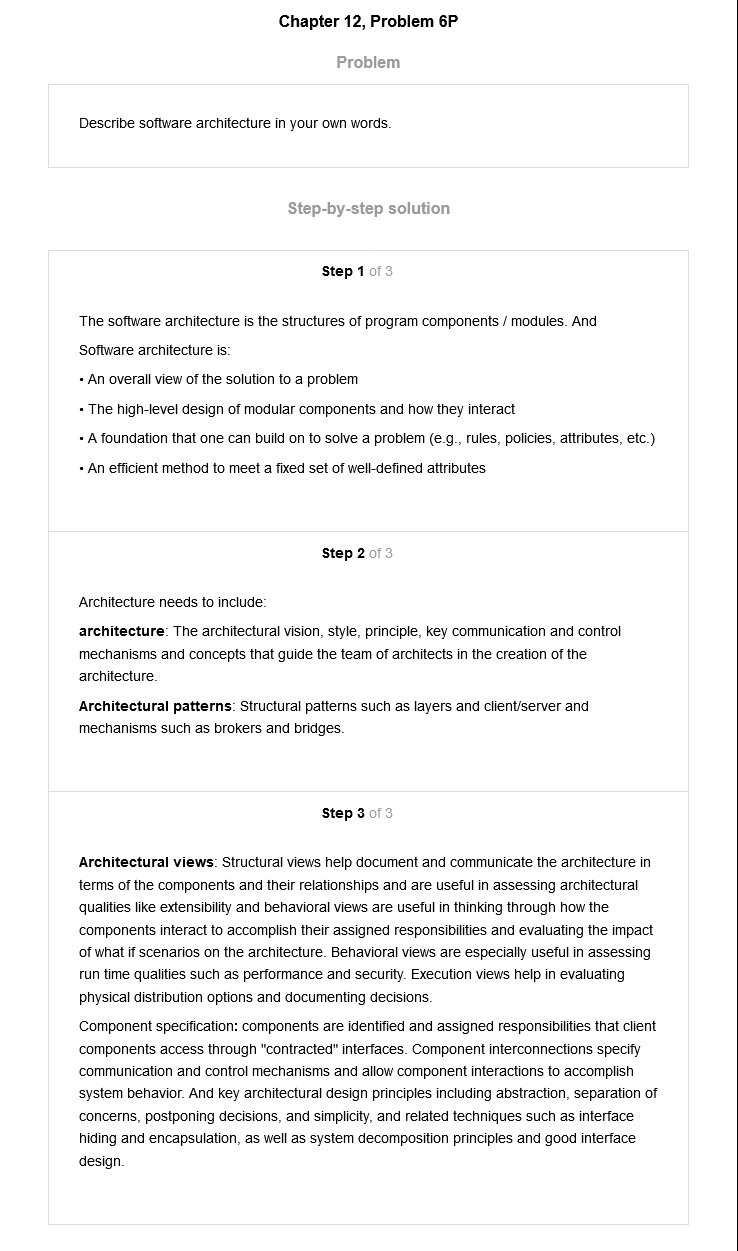 Chapter 12, Problem 6P
Problem
Describe software architecture in your own words.
Step-by-step solution
Step 1 of 3
The software architecture is the structures of program components / modules. And
Software architecture is:
• An overall view of the solution to a problem
• The high-level design of modular components and how they interact
• A foundation that one can build on to solve a problem (e.g., rules, policies, attributes, etc.)
• An efficient method to meet a fixed set of well-defined attributes
Step 2 of 3
Architecture needs to include:
architecture: The architectural vision, style, principle, key communication and control
mechanisms and concepts that guide the team of architects in the creation of the
architecture.
Architectural patterns: Structural patterns such as layers and client/server and
mechanisms such as brokers and bridges.
Step 3 of 3
Architectural views: Structural views help document and communicate the architecture in
terms of the components and their relationships and are useful in assessing architectural
qualities like extensibility and behavioral views are useful in thinking through how the
components interact to accomplish their assigned responsibilities and evaluating the impact
of what if scenarios on the architecture. Behavioral views are especially useful in assessing
run time qualities such as performance and security. Execution views help in evaluating
physical distribution options and documenting decisions.
Component specification: components are identified and assigned responsibilities that client
components access through "contracted" interfaces. Component interconnections specify
communication and control mechanisms and allow component interactions to accomplish
system behavior. And key architectural design principles including abstraction, separation of
concerns, postponing decisions, and simplicity, and related techniques such as interface
hiding and encapsulation, as well as system decomposition principles and good interface
design.